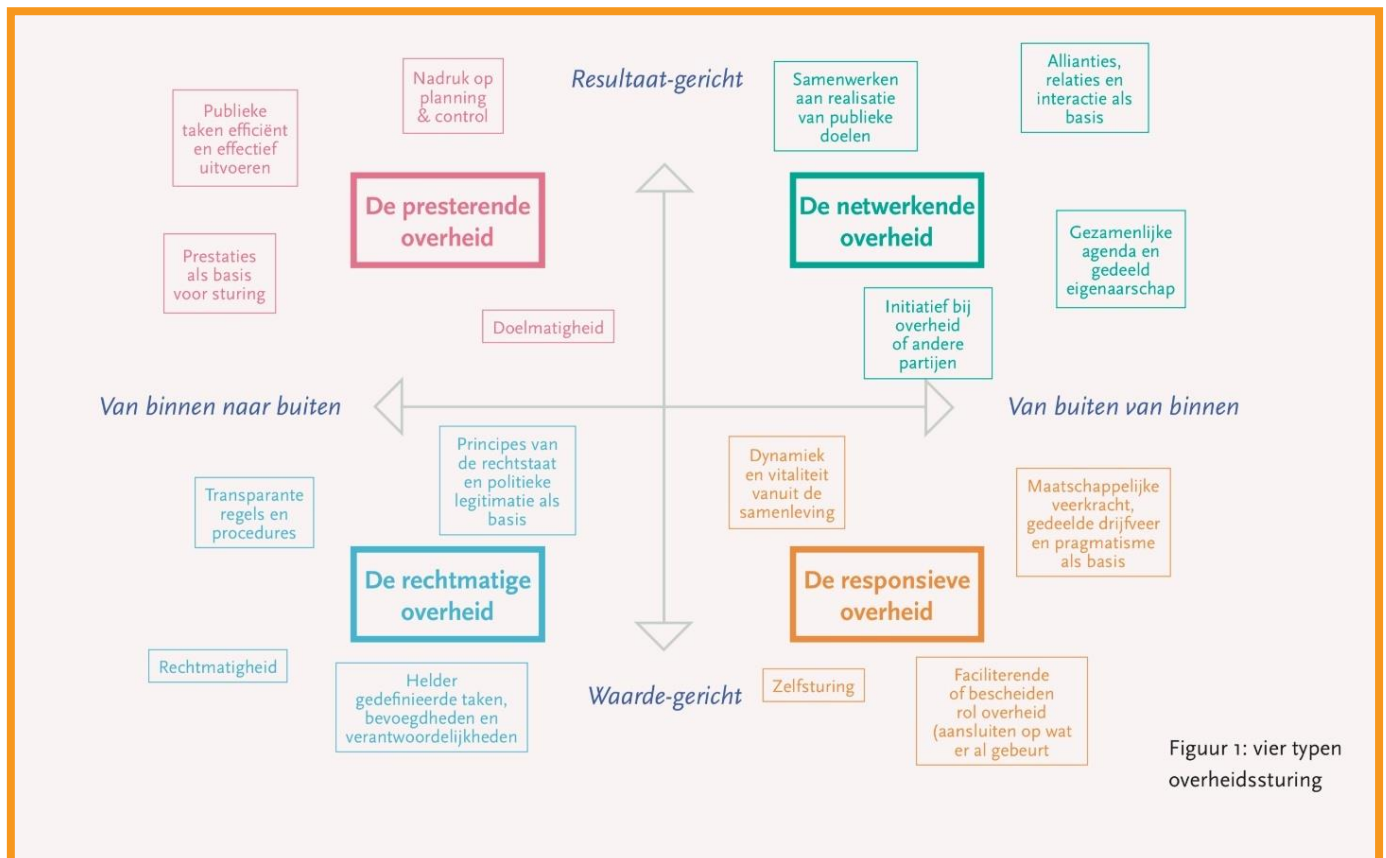 Nadruk op
planning
& control
Publieke
taken efficiënt
en effectief
uitvoeren
De presterende
overheid
Prestaties
als basis
voor sturing
Doelmatigheid
Resultaat-gericht
Samenwerken
aan realisatie
van publieke
doelen
Allianties,
relaties en
interactie als
basis
De netwerkende
overheid
Gezamenlijke
agenda en
gedeeld
eigenaarschap
Initiatief bij
overheid
of andere
partijen
Van binnen naar buiten
Van buiten van binnen
Principes van
de rechtstaat
en politieke
legitimatie als
basis
Transparante
regels en
procedures
De rechtmatige
overheid
Rechtmatigheid
Helder
gedefinieerde taken,
bevoegdheden en
verantwoordelijkheden
Waarde-gericht
Dynamiek
en vitaliteit
vanuit de
samenleving
Maatschappelijke
veerkracht,
gedeelde drijfveer
en pragmatisme
als basis
De responsieve
overheid
Zelfsturing
Faciliterende
of bescheiden
rol overheid
(aansluiten op wat
er al gebeurt
Figuur 1: vier typen
overheidssturing